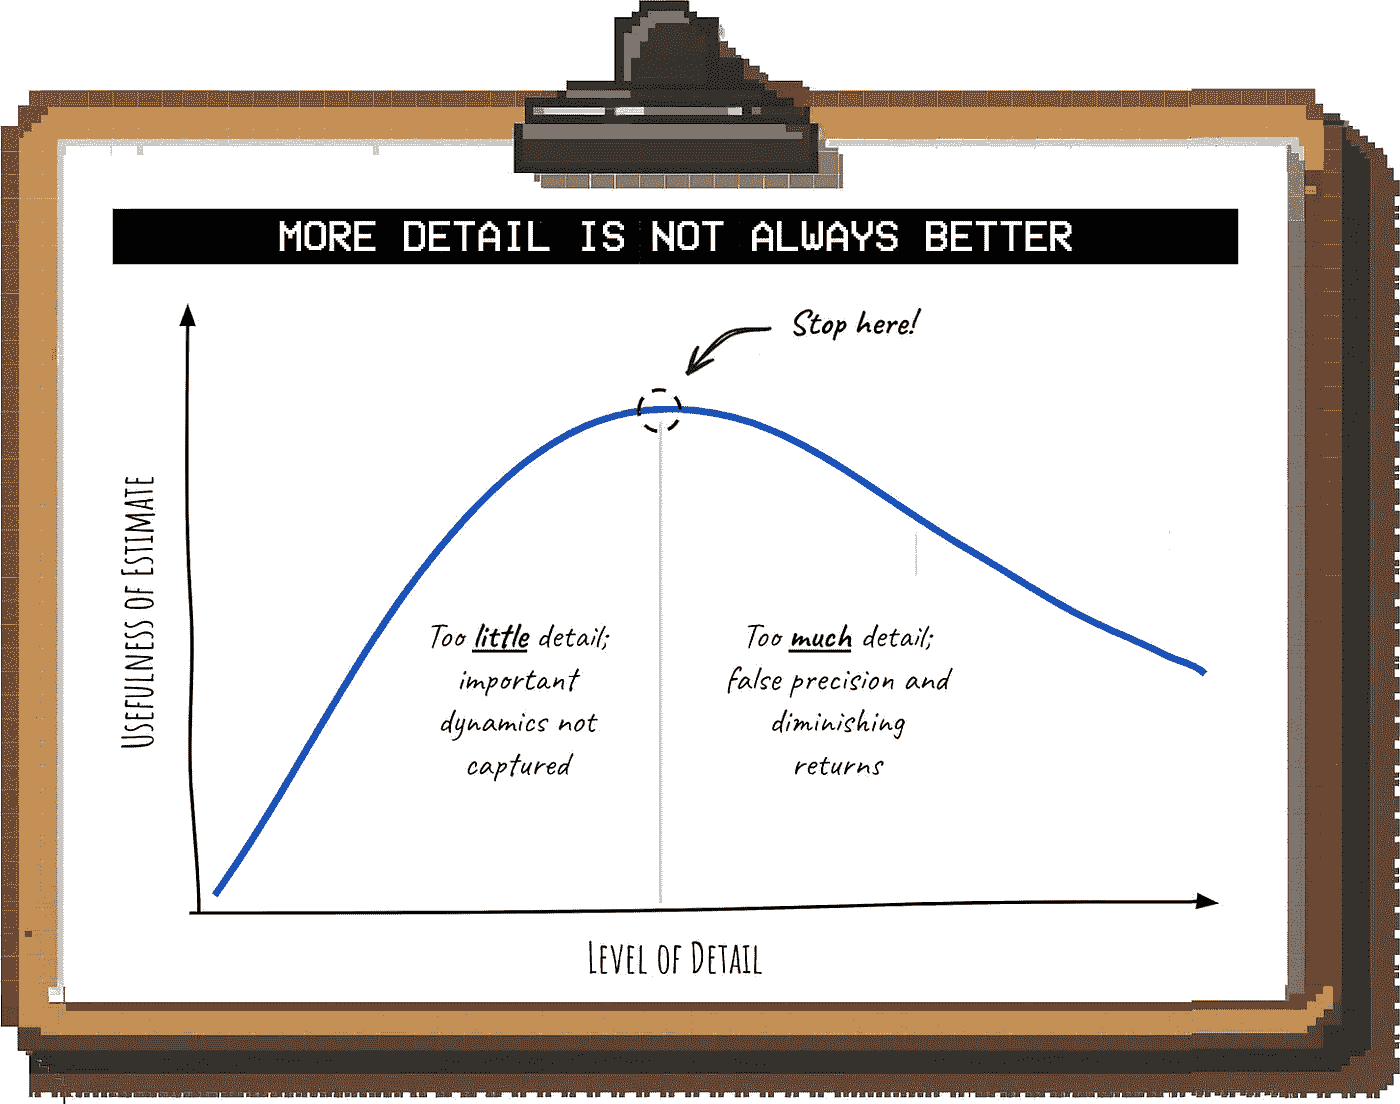 MORE DETAIL IS NOT ALWAYS BETTER
Stop here!
USEFULNESS OF ESTIMATE
Too little detail;
important
dynamics not
captured
Too much detail;
false precision and
diminishing
returns
LEVEL OF DETAIL